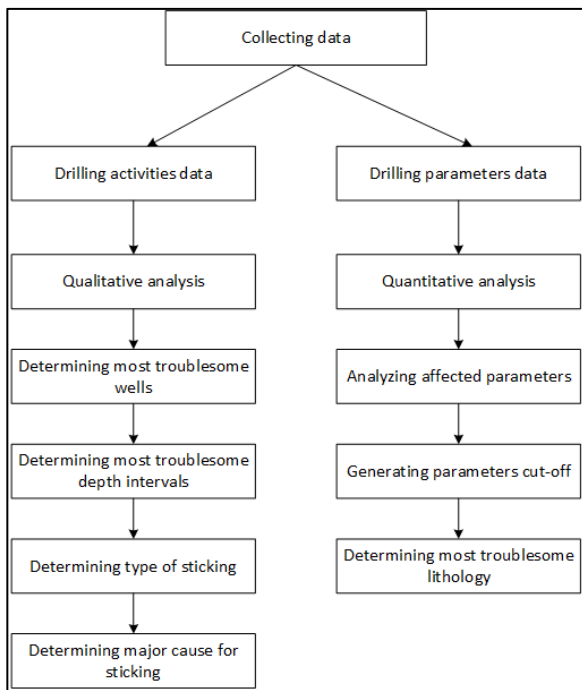 Collecting data
Drilling activities data
Drilling parameters data
Qualitative analysis
Quantitative analysis
Determining most troublesome
wells
Analyzing affected parameters
Determining most troublesome
depth intervals
Generating parameters cut-off
Determining type of sticking
Determining most troublesome
lithology
Determining major cause for
sticking